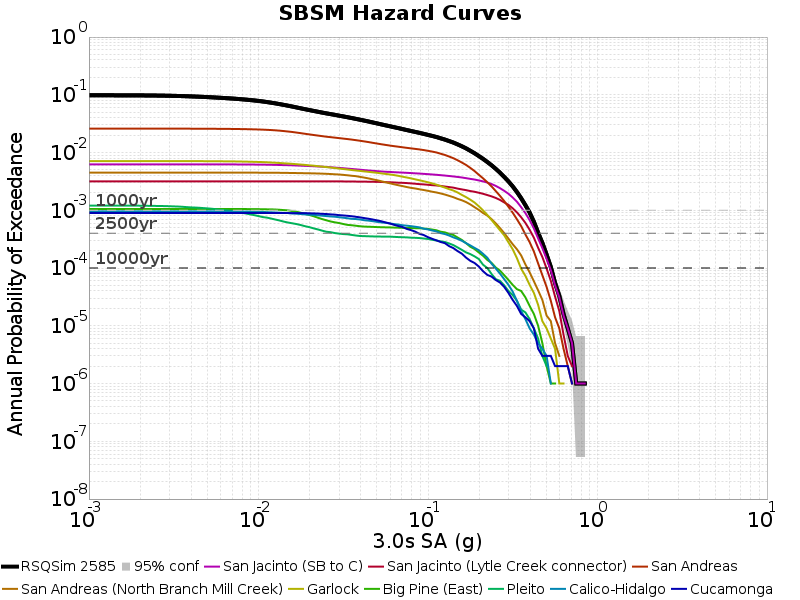 SBSM Hazard Curves
Annual Probability of Exceedance
10^0
10^-1
10^-2
10^-3
10^-4
10^-5
10^-6
10^-7
10^-8
1000yr
2500yr
10000yr
10^-3 10^-2 10^-1 10^0 10^1
3.0s SA (g)
RSQSim 2585 95% conf San Jacinto (SB to C) San Jacinto (Lytle Creek connector) San Andreas
San Andreas (North Branch Mill Creek) Garlock Big Pine (East) Pleito Calico-Hidalgo Cucamonga